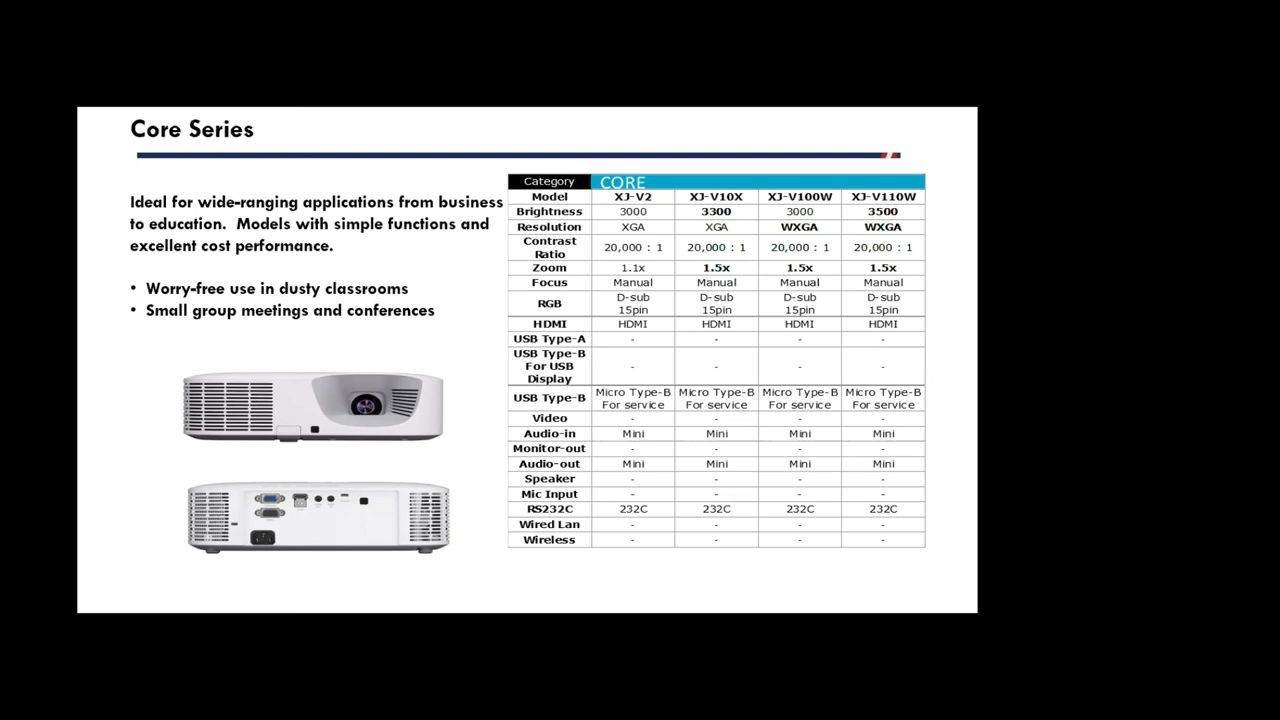 Core Series
Ideal for wide-ranging applications from business
to education. Models with simple functions and
excellent cost performance.
• Worry-free use in dusty classrooms
• Small group meetings and conferences
Category CORE
Model XJ-V2 XJ-V10X XJ-V100W XJ-V110W
Brightness 3000 3300 3000 3500
Resolution XGA XGA WXGA WXGA
Contrast
Ratio 20,000 : 1 20,000 : 1 20,000 : 1 20,000 : 1
Zoom 1.1x 1.5x 1.5x 1.5x
Focus Manual Manual Manual Manual
RGB D-sub D-sub D-sub D-sub
15pin 15pin 15pin 15pin
HDMI HDMI HDMI HDMI HDMI
USB Type-A - - - -
USB Type-B
For USB - - - -
Display
USB Type-B Micro Type-B Micro Type-B Micro Type-B Micro Type-B
For service For service For service For service
Video - - - -
Audio-in Mini Mini Mini Mini
Monitor-out - - - -
Audio-out Mini Mini Mini Mini
Speaker - - - -
Mic Input - - - -
RS232C 232C 232C 232C 232C
Wired Lan - - - -
Wireless - - - -